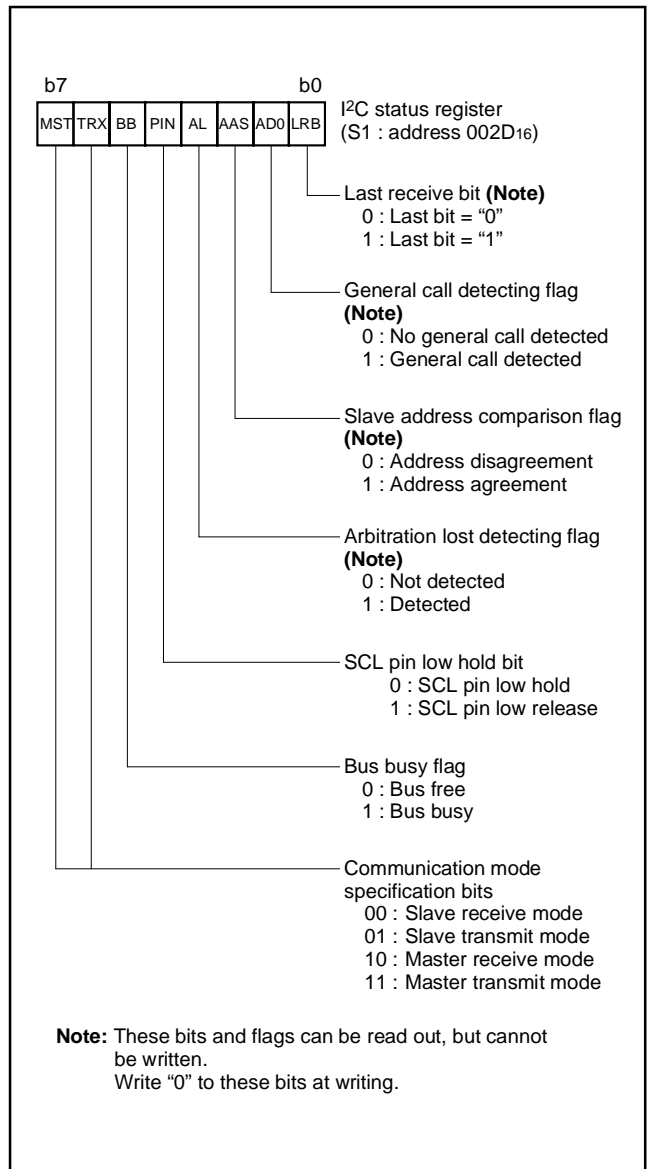 b7 b0
MST TRX BB PIN AL AAS AD0 LRB
I2C status register
(S1 : address 002D16)
Last receive bit (Note)
0 : Last bit = “0”
1 : Last bit = “1”
General call detecting flag
(Note)
0 : No general call detected
1 : General call detected
Slave address comparison flag
(Note)
0 : Address disagreement
1 : Address agreement
Arbitration lost detecting flag
(Note)
0 : Not detected
1 : Detected
SCL pin low hold bit
0 : SCL pin low hold
1 : SCL pin low release
Bus busy flag
0 : Bus free
1 : Bus busy
Communication mode
specification bits
00 : Slave receive mode
01 : Slave transmit mode
10 : Master receive mode
11 : Master transmit mode
Note: These bits and flags can be read out, but cannot
be written.
Write “0” to these bits at writing.